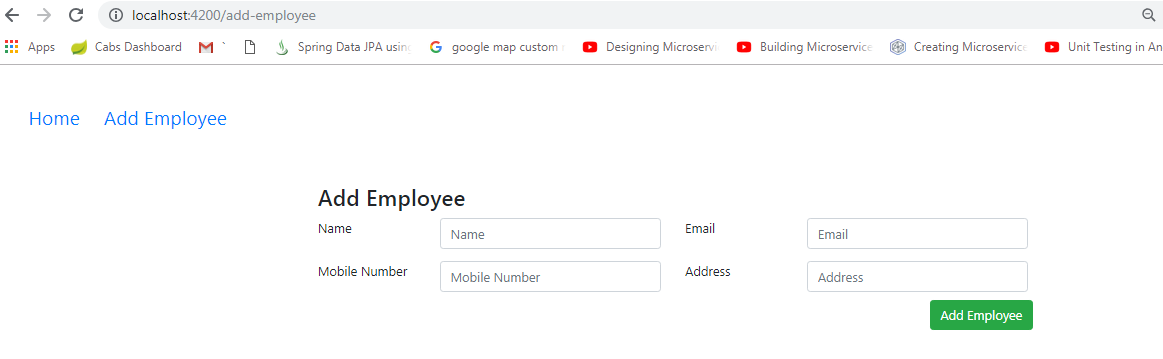 localhost:4200/add-employee
Apps Cabs Dashboard ` Spring Data JPA usin google map custom Designing Microserv Building Microservice Creating Microservice Unit Testing in An
Home Add Employee
Add Employee
Name Name Email Email
Mobile Number Mobile Number Address Address
Add Employee